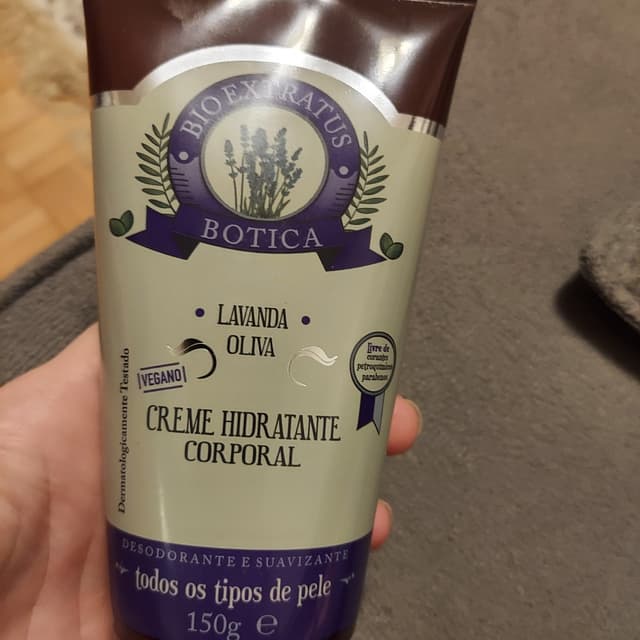 BIO EXTRATUS
BOTICA
• LAVANDA •
OLIVA
VEGANO
livre de
corantes
petroquímicos
parabenos
CREME HIDRATANTE
CORPORAL
Dermatologicamente Testado
DESODORANTE E SUAVIZANTE
todos os tipos de pele
150g e